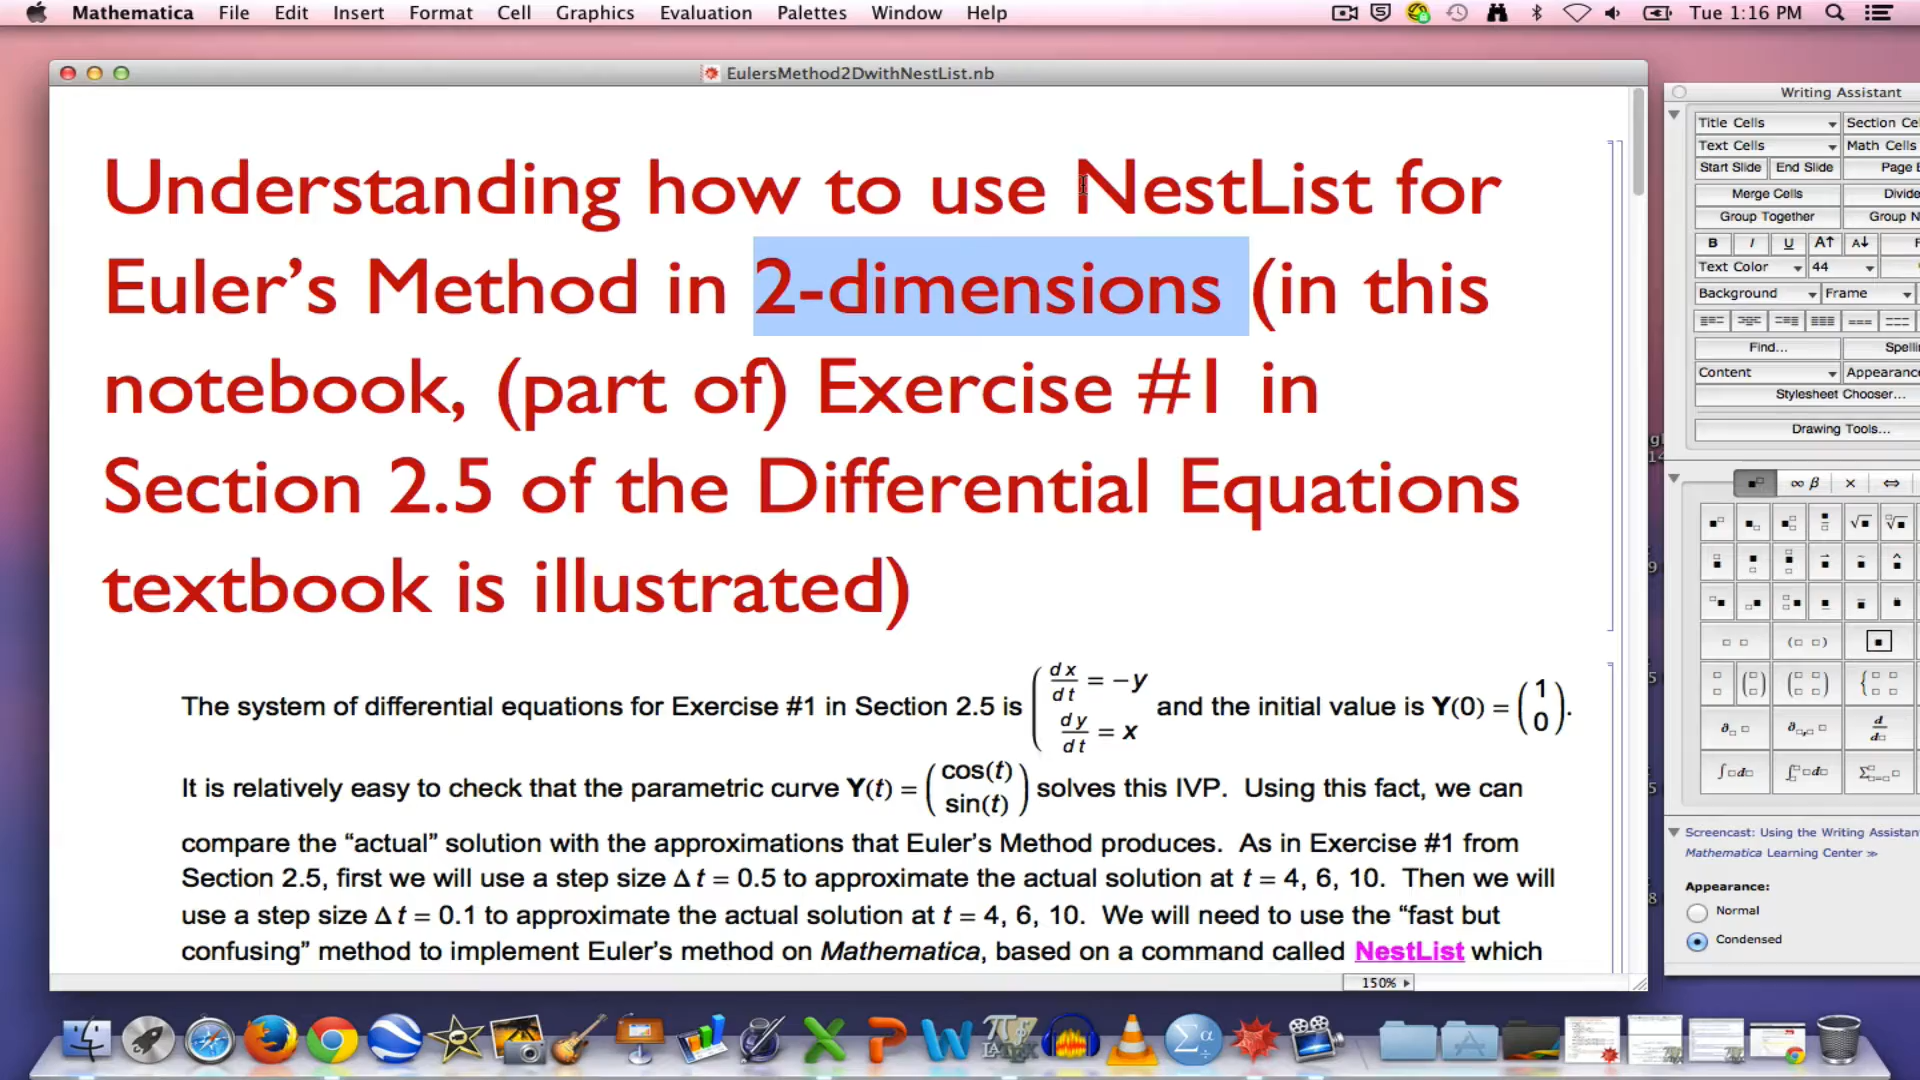 Mathematica File Edit Insert Format Cell Graphics Evaluation Palettes Window Help Tue 1:16 PM
EulersMethod2DwithNestList.nb
Understanding how to use NestList for
Euler’s Method in 2-dimensions (in this
notebook, (part of) Exercise #1 in
Section 2.5 of the Differential Equations
textbook is illustrated)
The system of differential equations for Exercise #1 in Section 2.5 is ( dx/dt = −y dy/dt = x and the initial value is Y(0) = ( 1 0 ).
It is relatively easy to check that the parametric curve Y(t) = ( cos(t) sin(t) ) solves this IVP. Using this fact, we can
compare the “actual” solution with the approximations that Euler’s Method produces. As in Exercise #1 from
Section 2.5, first we will use a step size Δt = 0.5 to approximate the actual solution at t = 4, 6, 10. Then we will
use a step size Δt = 0.1 to approximate the actual solution at t = 4, 6, 10. We will need to use the “fast but
confusing” method to implement Euler’s method on Mathematica, based on a command called NestList which
150%
Writing Assistant
Title Cells Section Ce
Text Cells Math Cells
Start Slide End Slide Page
Merge Cells Divide
Group Together Group N
B I U A↑ A↓
Text Color 44
Background Frame
Find... Spelli
Content Appearance
Stylesheet Chooser...
Drawing Tools...
∞ β × ⇔
Screencast: Using the Writing Assistan
Mathematica Learning Center ≫
Appearance:
Normal
Condensed